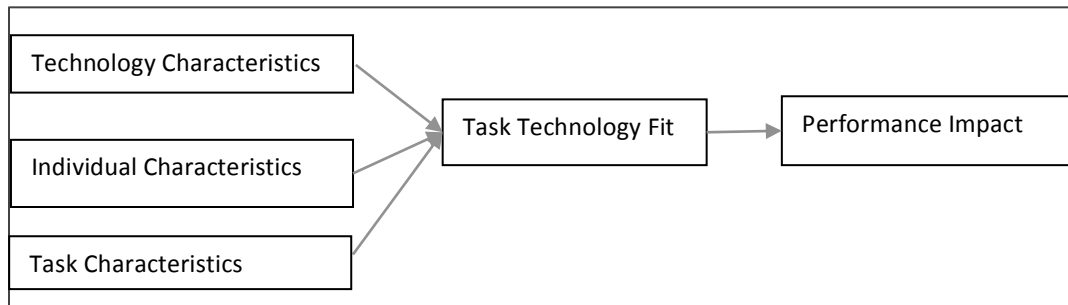 Technology Characteristics
Individual Characteristics
Task Characteristics
Task Technology Fit
Performance Impact